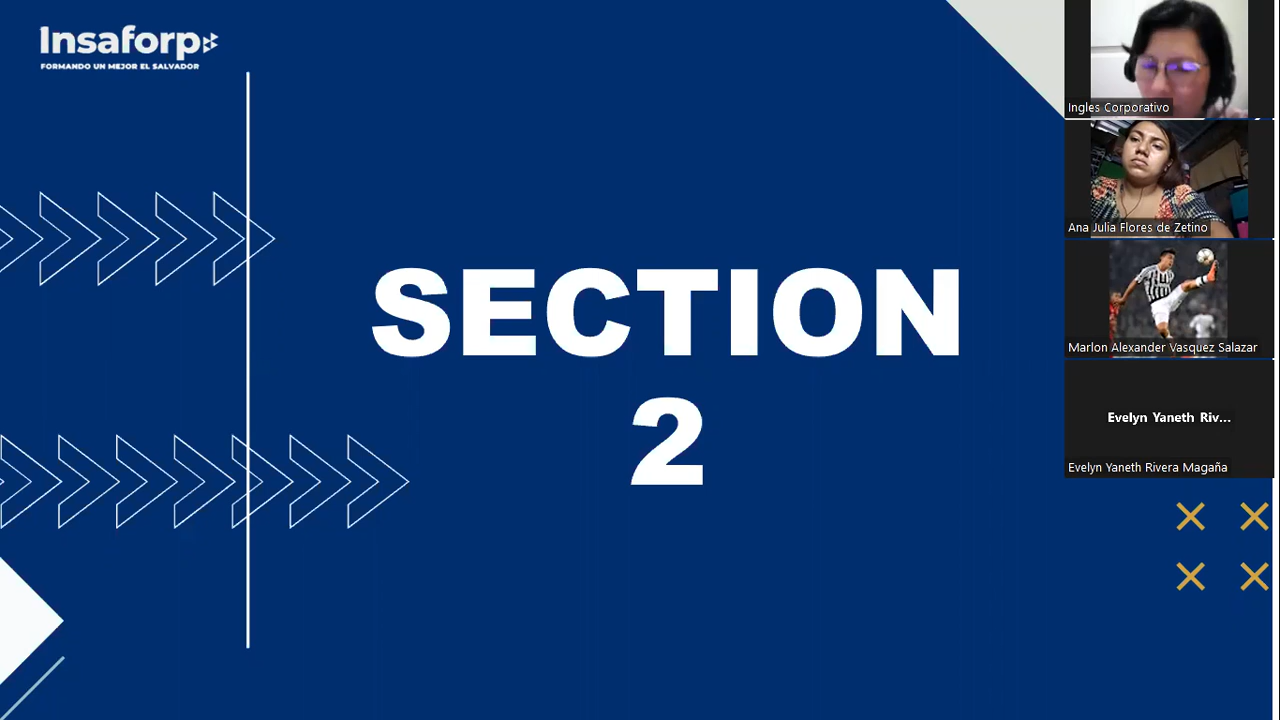 Insaforp
FORMANDO UN MEJOR EL SALVADOR
SECTION
2
Ingles Corporativo
Ana Julia Flores de Zetino
Marlon Alexander Vasquez Salazar
Evelyn Yaneth Riv...
Evelyn Yaneth Rivera Magaña